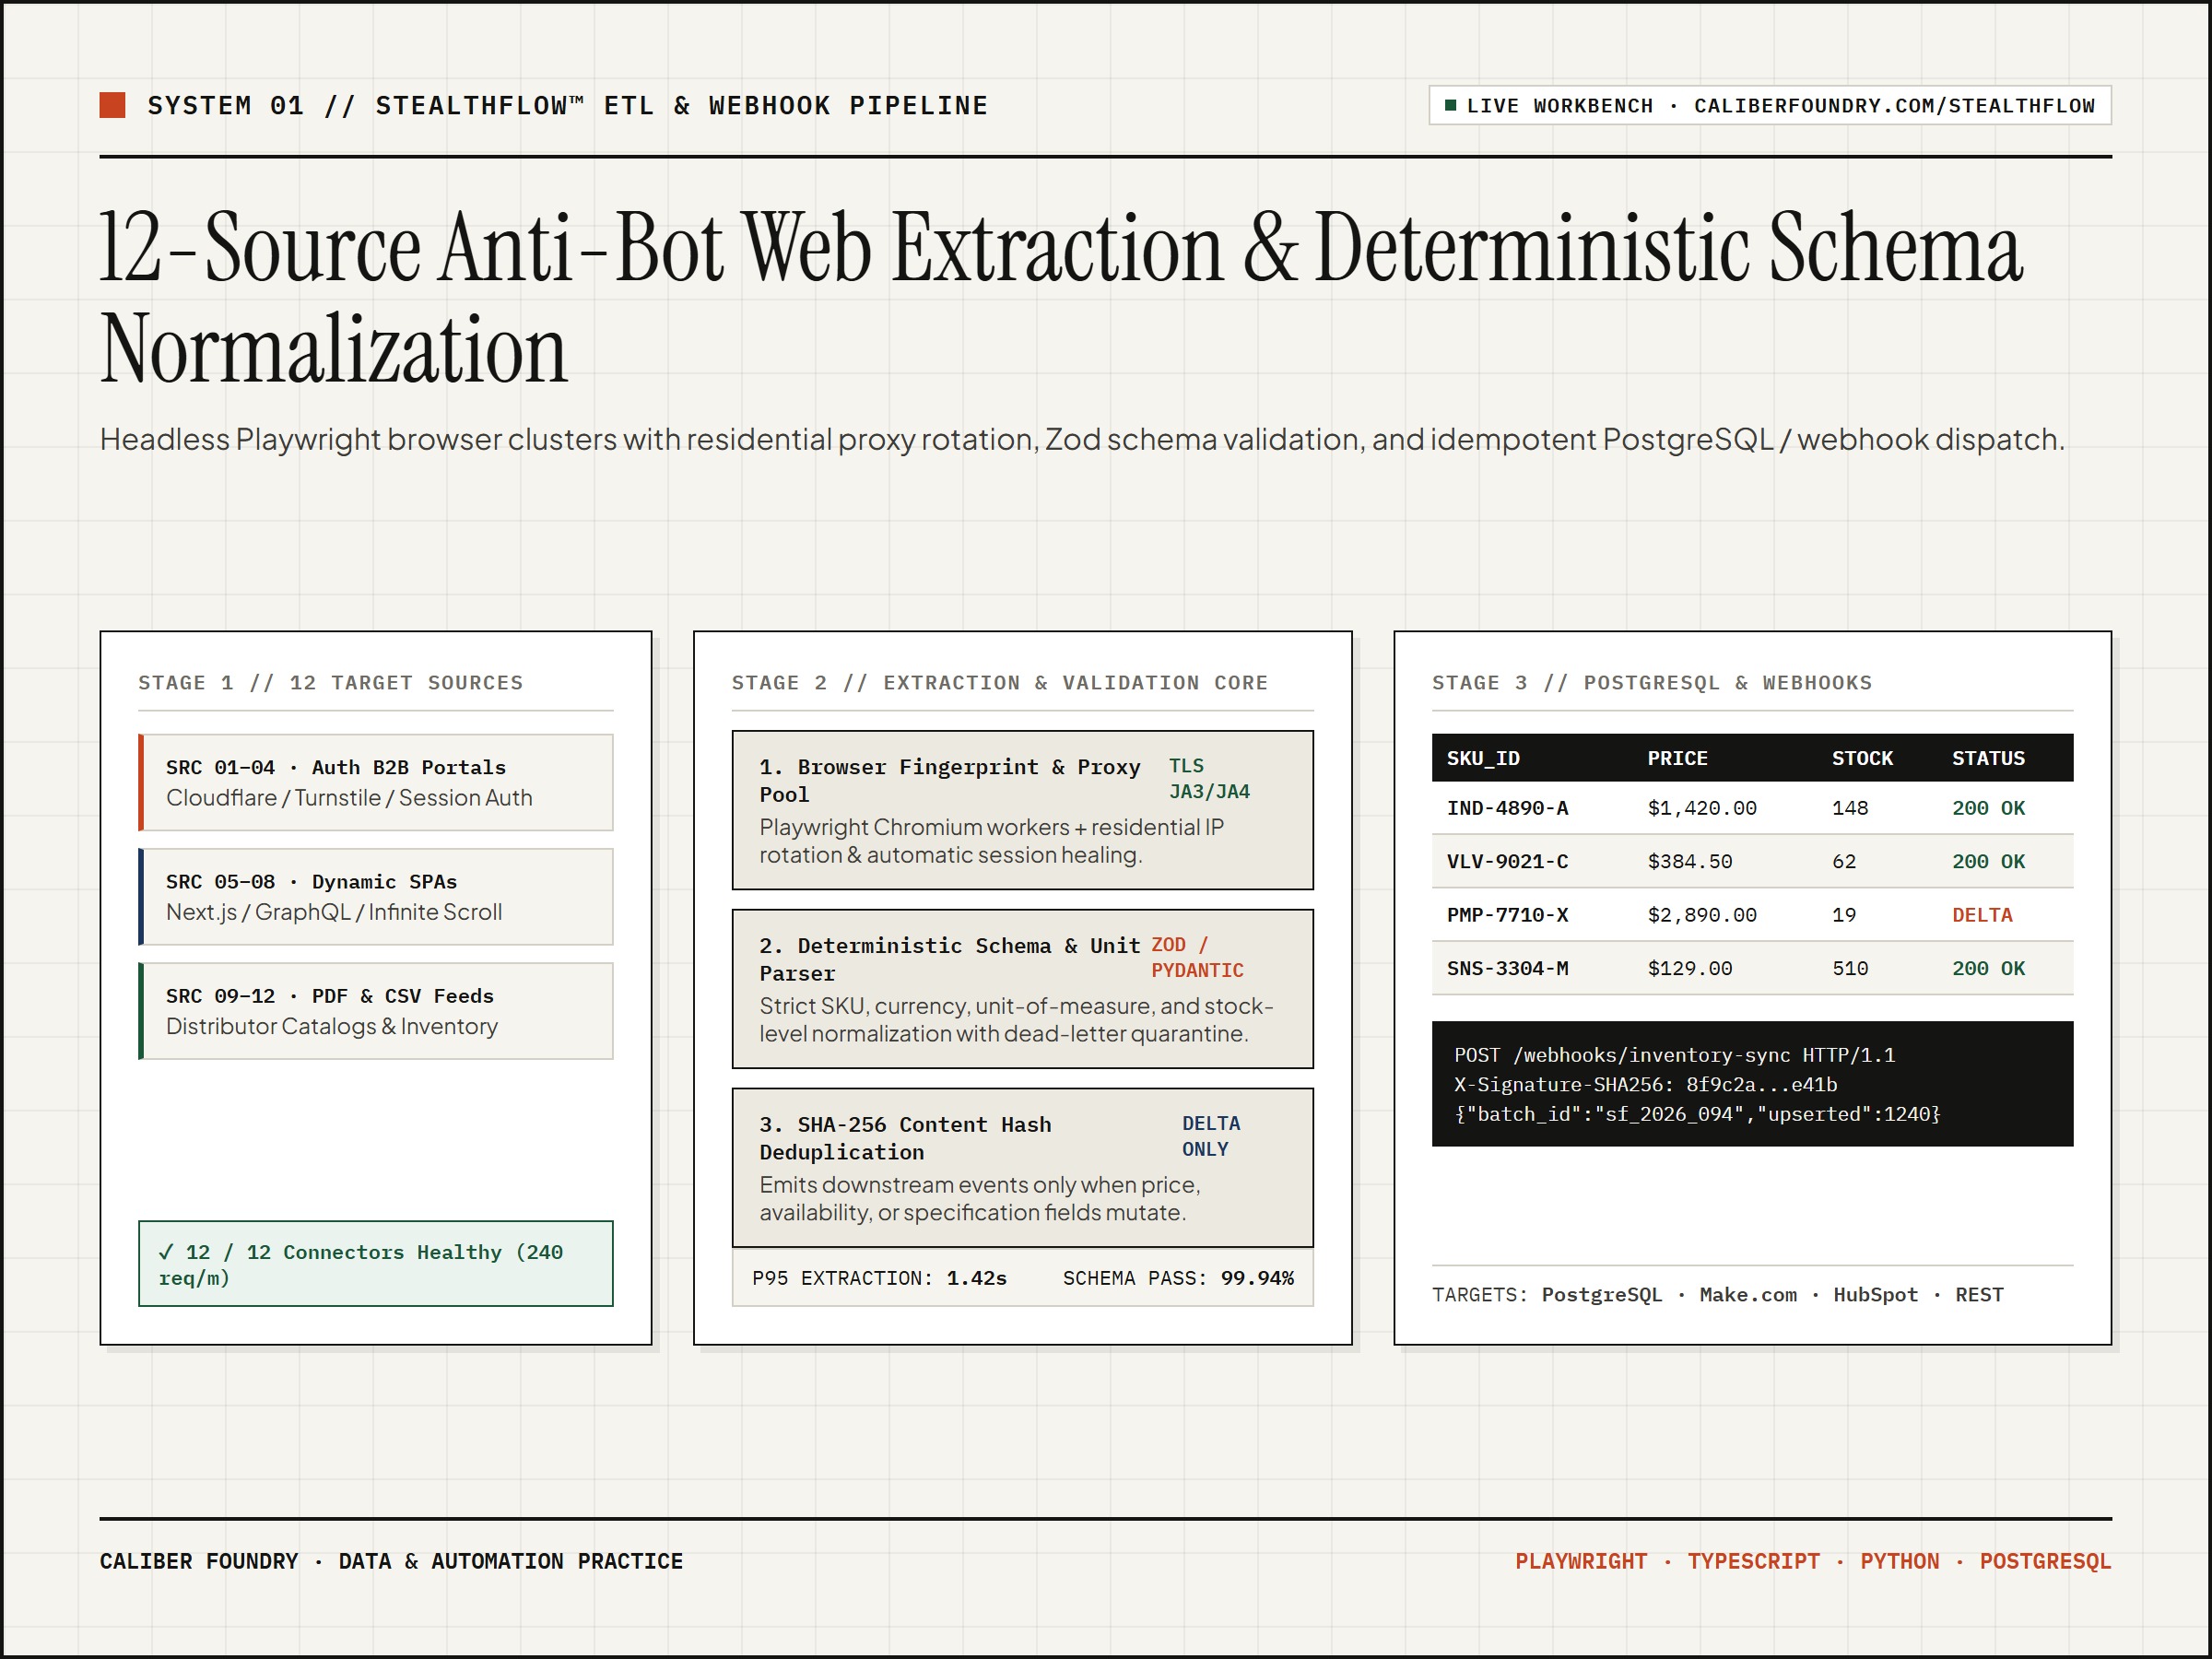 SYSTEM 01 // STEALTHFLOW™ ETL & WEBHOOK PIPELINE
LIVE WORKBENCH · CALIBERFOUNDRY.COM/STEALTHFLOW
12-Source Anti-Bot Web Extraction & Deterministic Schema
Normalization
Headless Playwright browser clusters with residential proxy rotation, Zod schema validation, and idempotent PostgreSQL / webhook dispatch.
STAGE 1 // 12 TARGET SOURCES
SRC 01–04 · Auth B2B Portals
Cloudflare / Turnstile / Session Auth
SRC 05–08 · Dynamic SPAs
Next.js / GraphQL / Infinite Scroll
SRC 09–12 · PDF & CSV Feeds
Distributor Catalogs & Inventory
✓ 12 / 12 Connectors Healthy (240
req/m)
STAGE 2 // EXTRACTION & VALIDATION CORE
1. Browser Fingerprint & Proxy
Pool
TLS
JA3/JA4
Playwright Chromium workers + residential IP
rotation & automatic session healing.
2. Deterministic Schema & Unit
Parser
ZOD /
PYDANTIC
Strict SKU, currency, unit-of-measure, and stock-
level normalization with dead-letter quarantine.
3. SHA-256 Content Hash
Deduplication
DELTA
ONLY
Emits downstream events only when price,
availability, or specification fields mutate.
P95 EXTRACTION: 1.42s SCHEMA PASS: 99.94%
STAGE 3 // POSTGRESQL & WEBHOOKS
SKU_ID PRICE STOCK STATUS
IND-4890-A $1,420.00 148 200 OK
VLV-9021-C $384.50 62 200 OK
PMP-7710-X $2,890.00 19 DELTA
SNS-3304-M $129.00 510 200 OK
POST /webhooks/inventory-sync HTTP/1.1
X-Signature-SHA256: 8f9c2a...e41b
{"batch_id":"sf_2026_094","upserted":1240}
TARGETS: PostgreSQL · Make.com · HubSpot · REST
CALIBER FOUNDRY · DATA & AUTOMATION PRACTICE
PLAYWRIGHT · TYPESCRIPT · PYTHON · POSTGRESQL